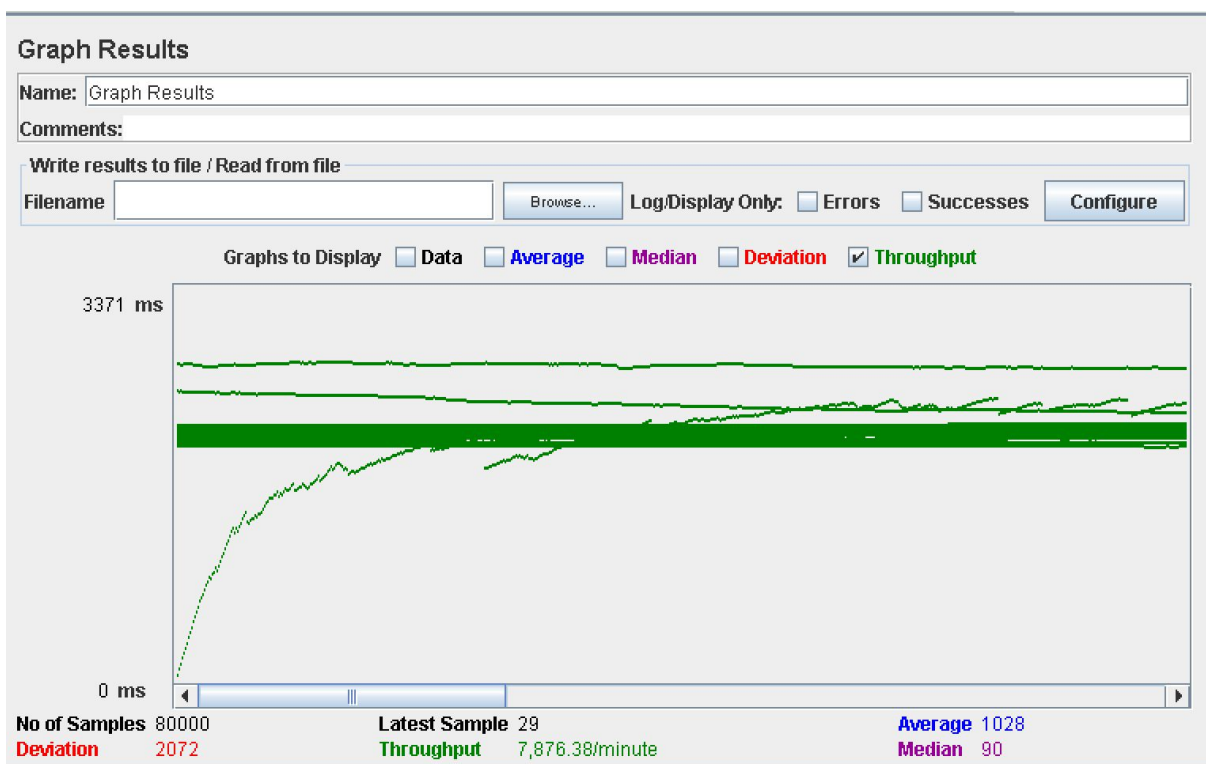 Graph Results
Name: Graph Results
Comments:
Write results to file / Read from file
Filename Browse... Log/Display Only: Errors Successes Configure
Graphs to Display Data Average Median Deviation Throughput
3371 ms
0 ms
No of Samples 80000 Latest Sample 29 Average 1028
Deviation 2072 Throughput 7,876.38/minute Median 90